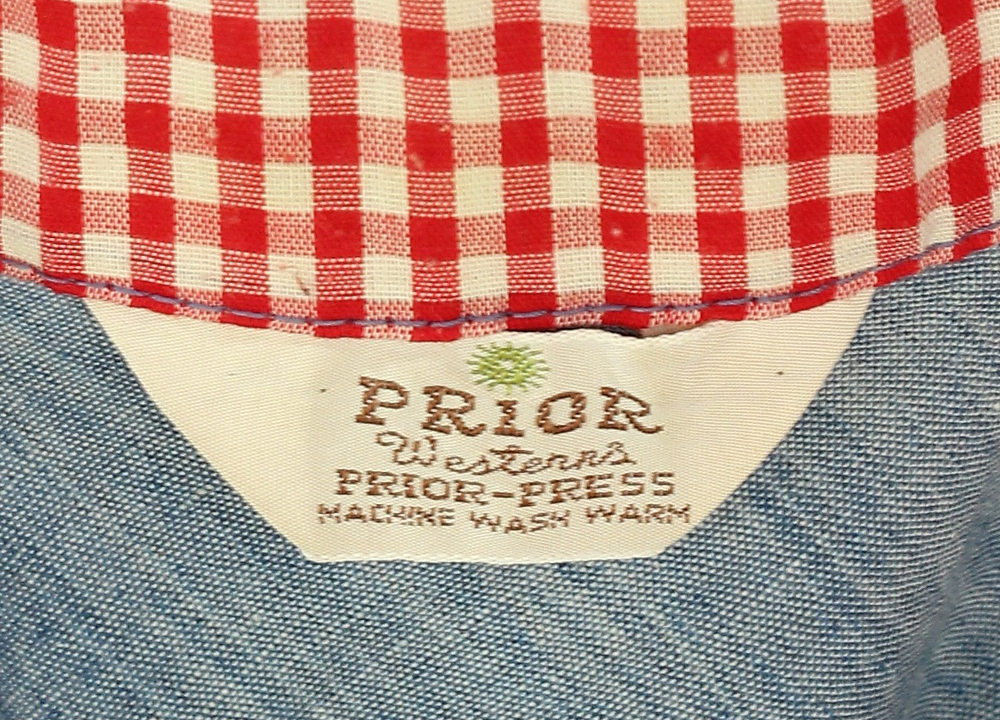 PRIOR
Westerns
PRIOR-PRESS
MACHINE WASH WARM